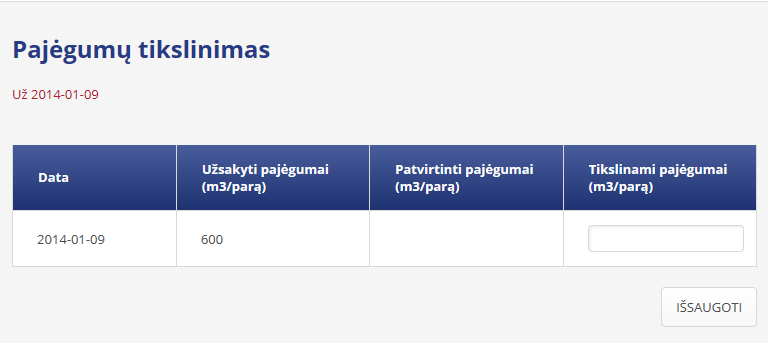 Pajėgumų tikslinimas
Už 2014-01-09
Data
Užsakyti pajėgumai
(m3/parą)
Patvirtinti pajėgumai
(m3/parą)
Tikslinami pajėgumai
(m3/parą)
2014-01-09
600
IŠSAUGOTI